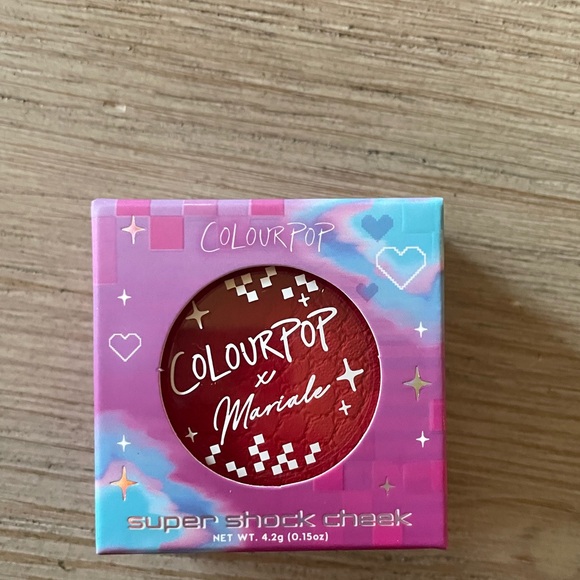 COLOURPOP
COLOURPOP
x
Mariale
super shock cheek
NET WT. 4.2g (0.15oz)